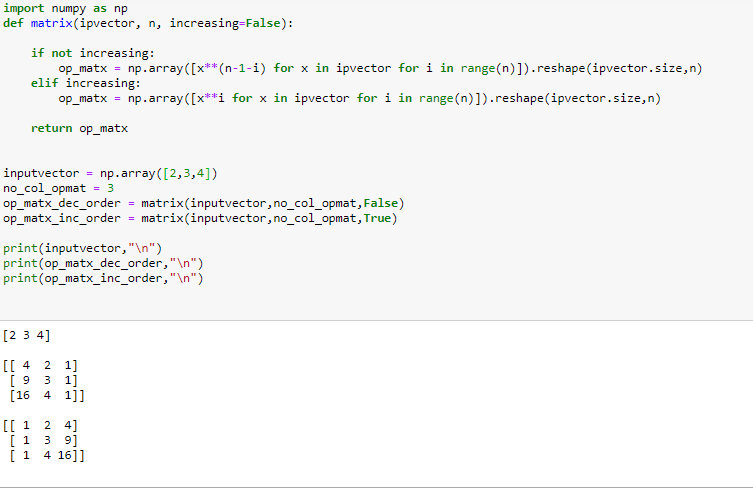 import numpy as np
def matrix(ipvector, n, increasing=False):
    if not increasing:
        op_matx = np.array([x**(n-1-i) for x in ipvector for i in range(n)]).reshape(ipvector.size,n)
    elif increasing:
        op_matx = np.array([x**i for x in ipvector for i in range(n)]).reshape(ipvector.size,n)
    return op_matx
inputvector = np.array([2,3,4])
no_col_opmat = 3
op_matx_dec_order = matrix(inputvector,no_col_opmat,False)
op_matx_inc_order = matrix(inputvector,no_col_opmat,True)
print(inputvector,"\n")
print(op_matx_dec_order,"\n")
print(op_matx_inc_order,"\n")
[2 3 4]
[[ 4  2  1]
 [ 9  3  1]
 [16  4  1]]
[[ 1  2  4]
 [ 1  3  9]
 [ 1  4 16]]